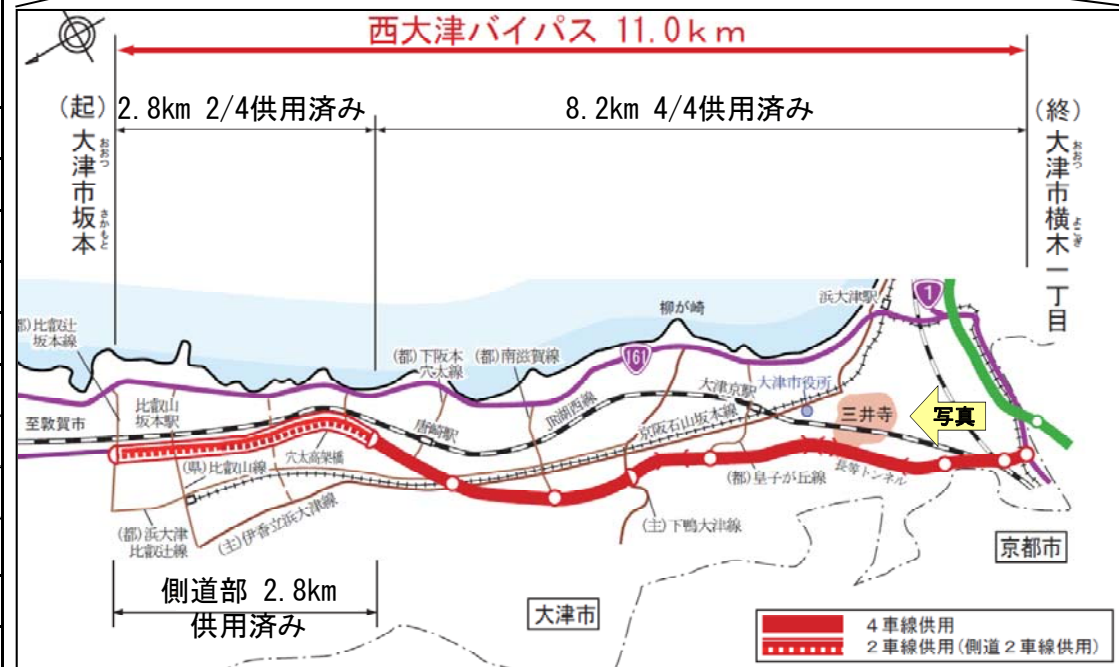 西大津バイパス 11.0km
(起)
2.8km 2/4供用済み
8.2km 4/4供用済み
(終)
大津市坂本
おおつ
さかもと
大津市横木一丁目
おおつ
よこぎ
1
浜大津駅
柳が崎
161
(都)比叡辻
坂本線
(都)下阪本
穴太線
(都)南滋賀線
大津京駅
大津市役所
比叡山
坂本駅
至敦賀市
唐崎駅
JR湖西線
京阪石山坂本線
三井寺
写真
穴太高架橋
(県)比叡山線
(都)皇子が丘線
長等トンネル
(都)浜大津
比叡辻線
(主)伊香立浜大津線
(主)下鴨大津線
京都市
側道部 2.8km
供用済み
大津市
4車線供用
2車線供用(側道2車線供用)